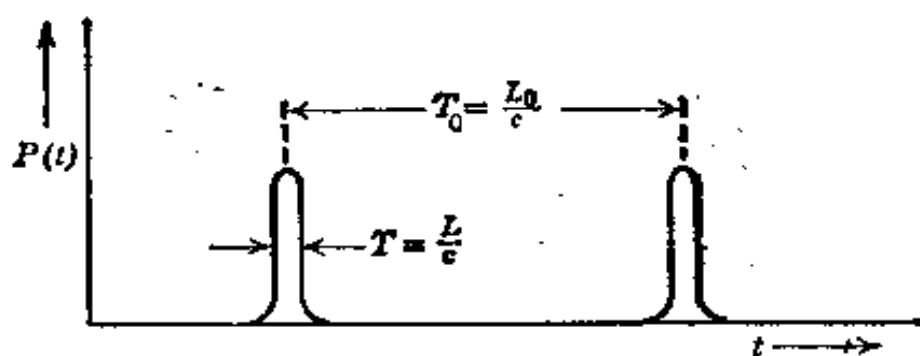 T₀ = L₀/c
P(t)
T = L/c
t